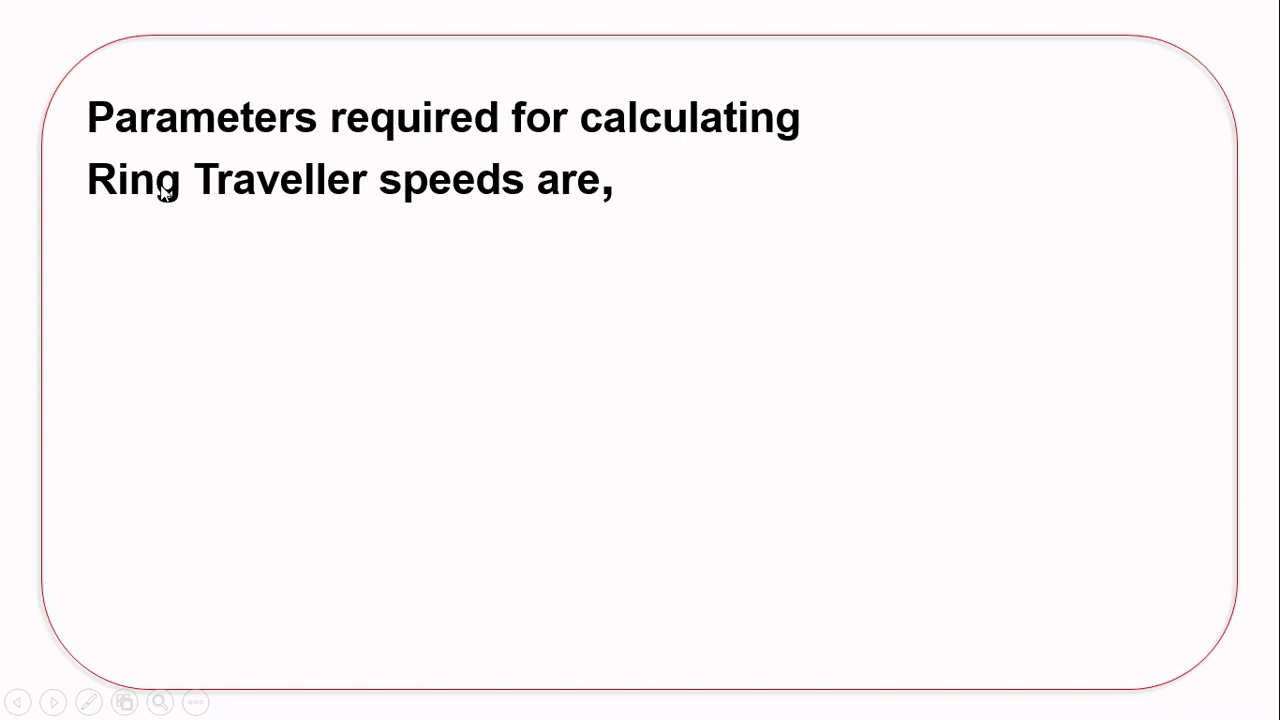 Parameters required for calculating
Ring Traveller speeds are,